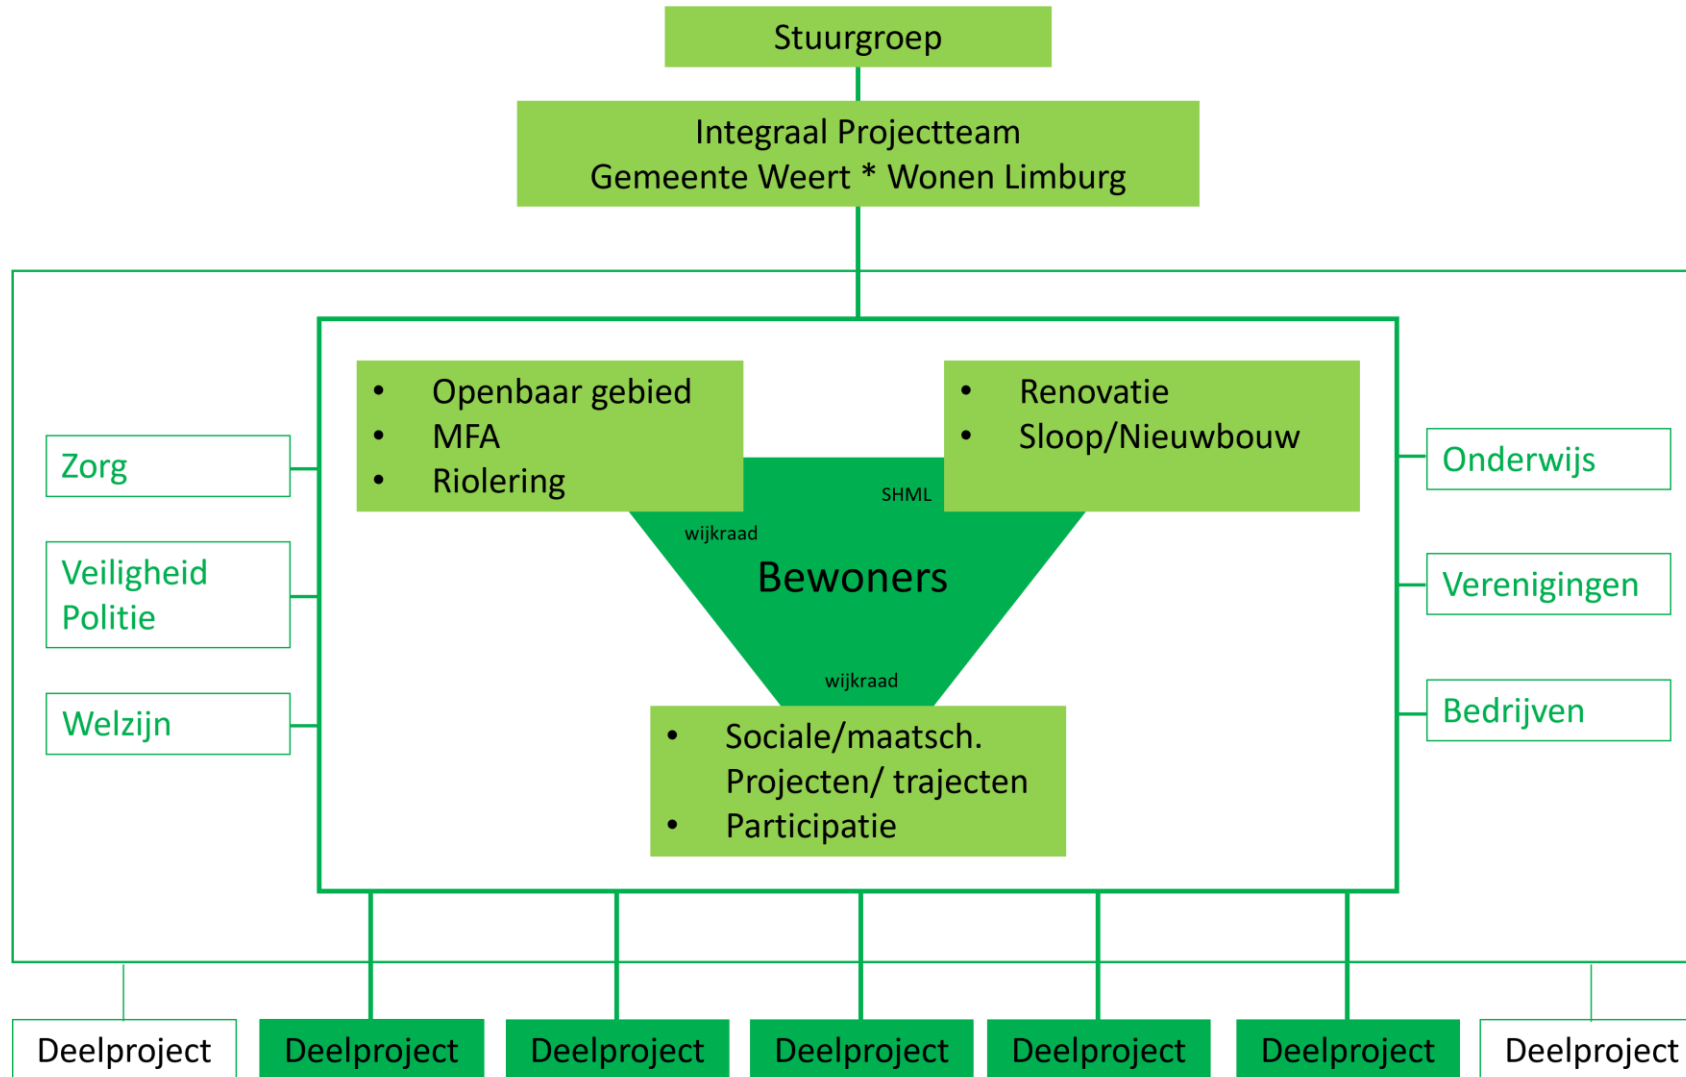 Stuurgroep
Integraal Projectteam
Gemeente Weert * Wonen Limburg
• Openbaar gebied
• MFA
• Riolering
• Renovatie
• Sloop/Nieuwbouw
Zorg
Veiligheid
Politie
Welzijn
SHML
wijkraad
Bewoners
wijkraad
Onderwijs
Verenigingen
Bedrijven
• Sociale/maatsch.
Projecten/ trajecten
• Participatie
Deelproject
Deelproject
Deelproject
Deelproject
Deelproject
Deelproject
Deelproject